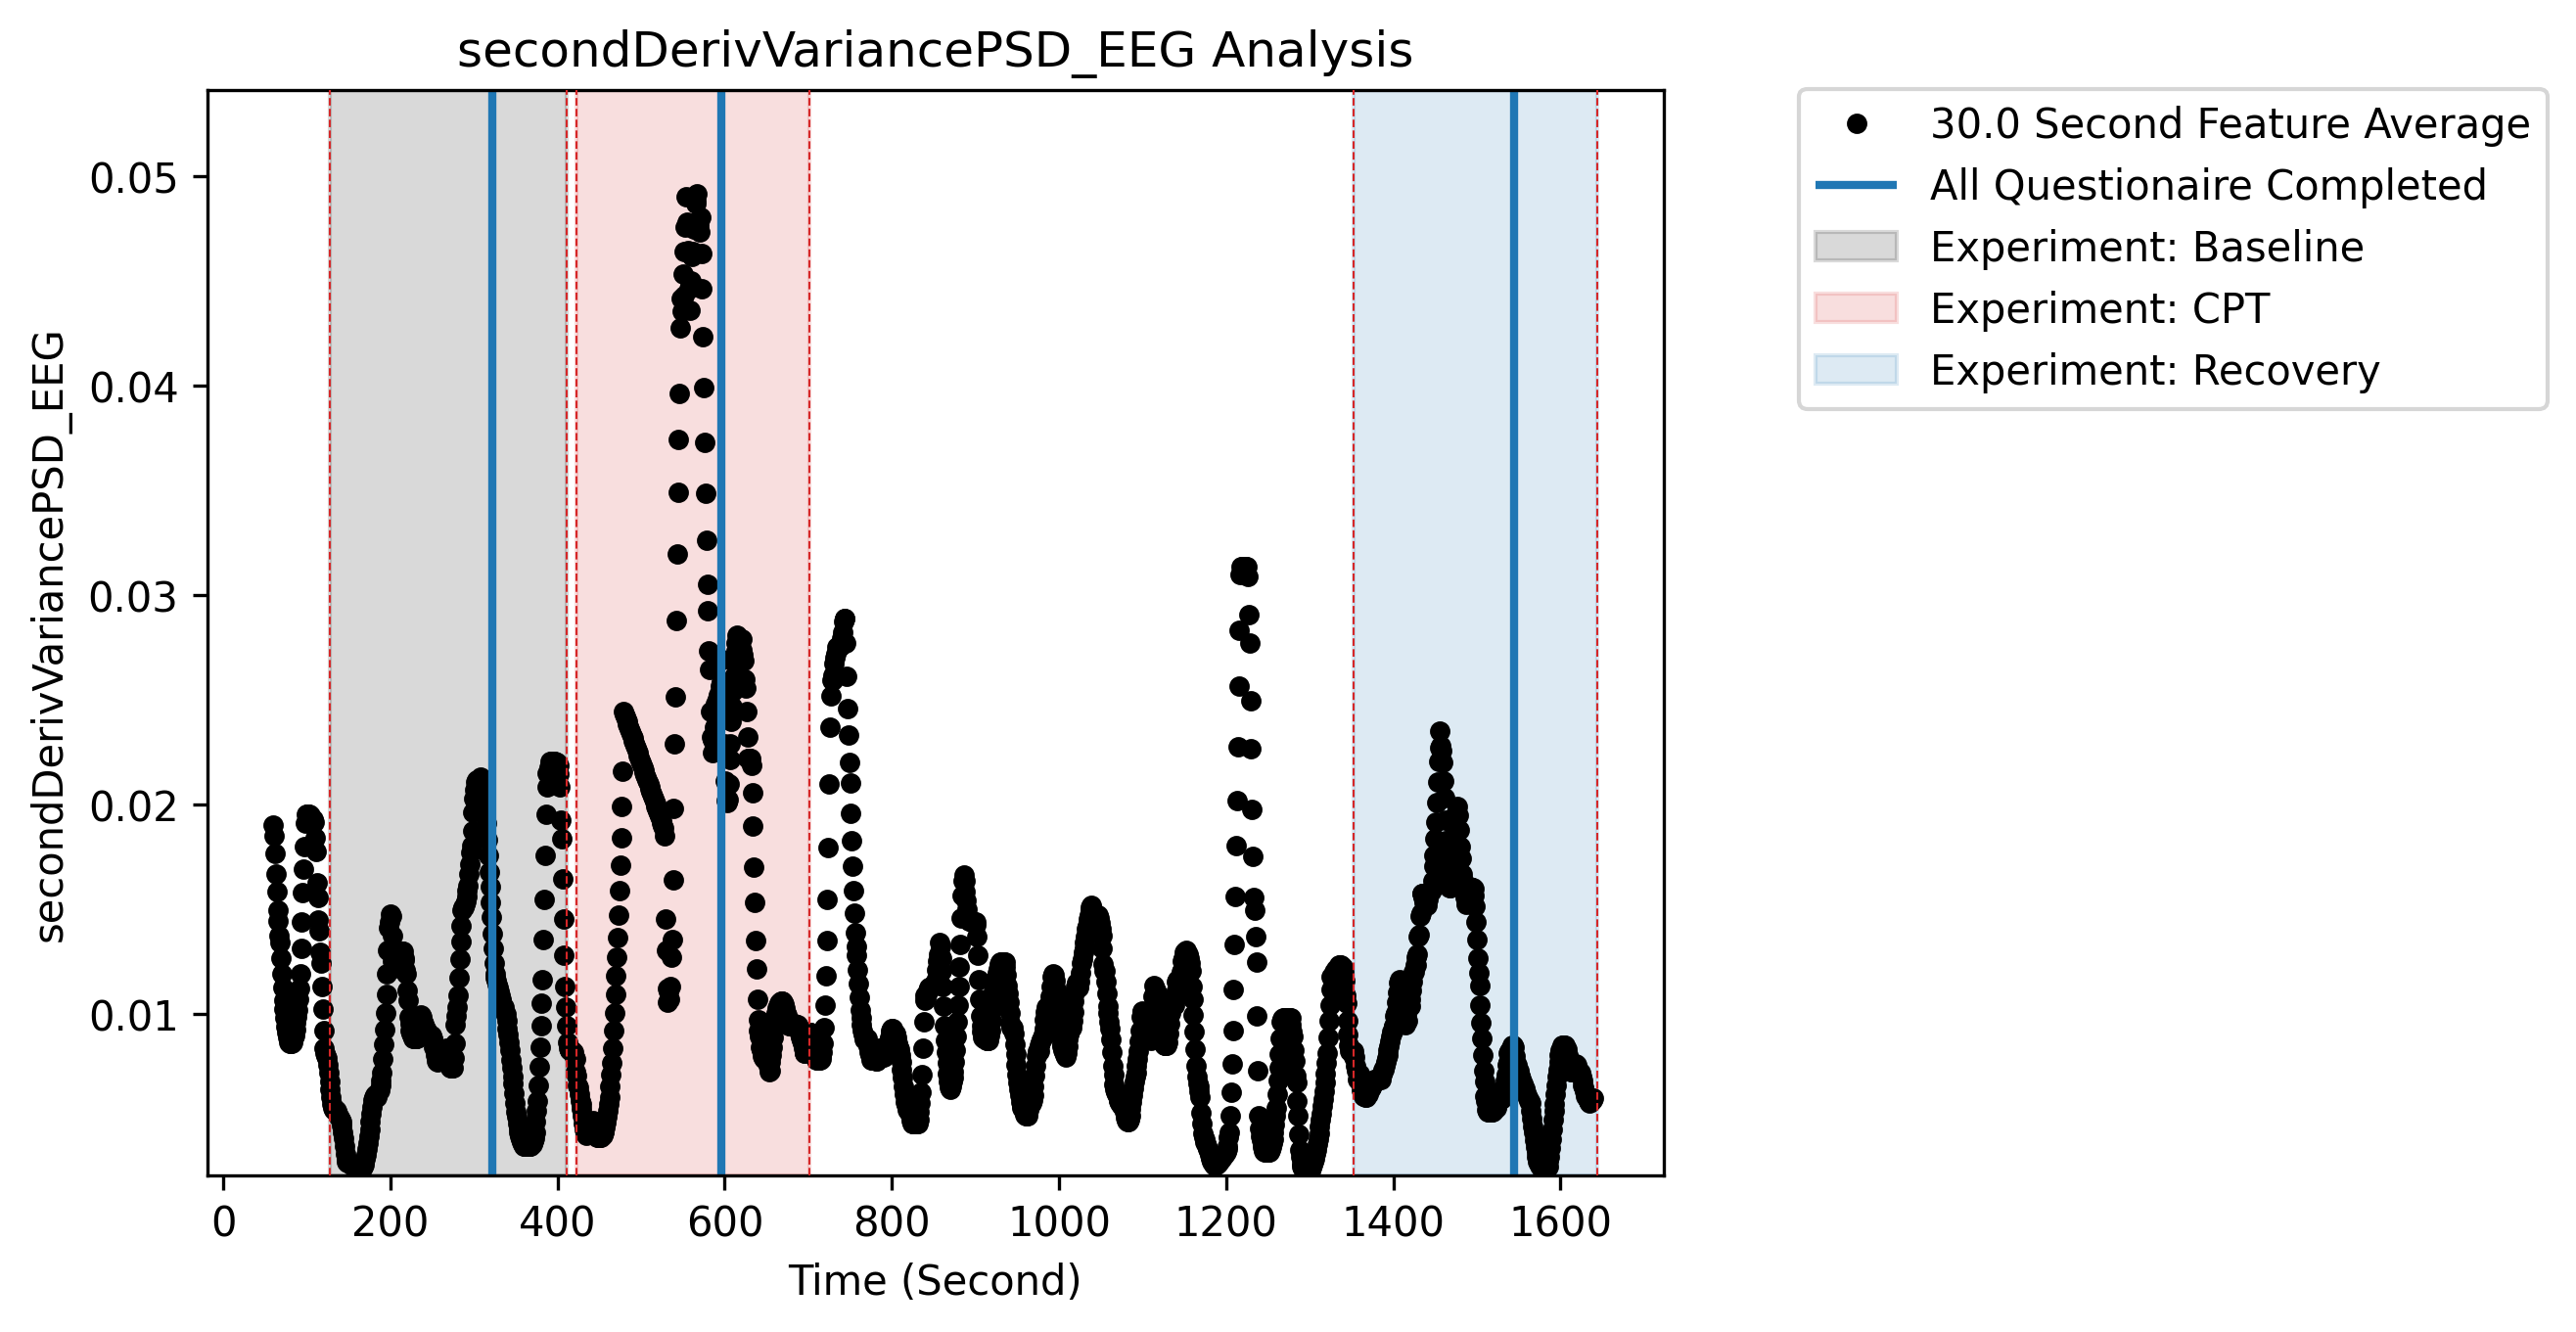 secondDerivVariancePSD_EEG Analysis
30.0 Second Feature Average
All Questionaire Completed
Experiment: Baseline
Experiment: CPT
Experiment: Recovery
secondDerivVariancePSD_EEG
0.05
0.04
0.03
0.02
0.01
0 200 400 600 800 1000 1200 1400 1600
Time (Second)